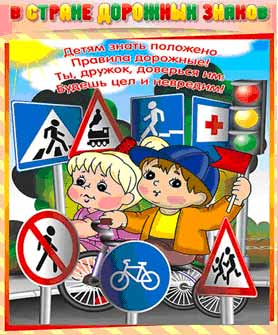 В СТРАНЕ ДОРОЖНЫХ ЗНАКОВ
Детям знать положено
Правила дорожные!
Ты, дружок, доверься им:
Будешь цел и невредим!